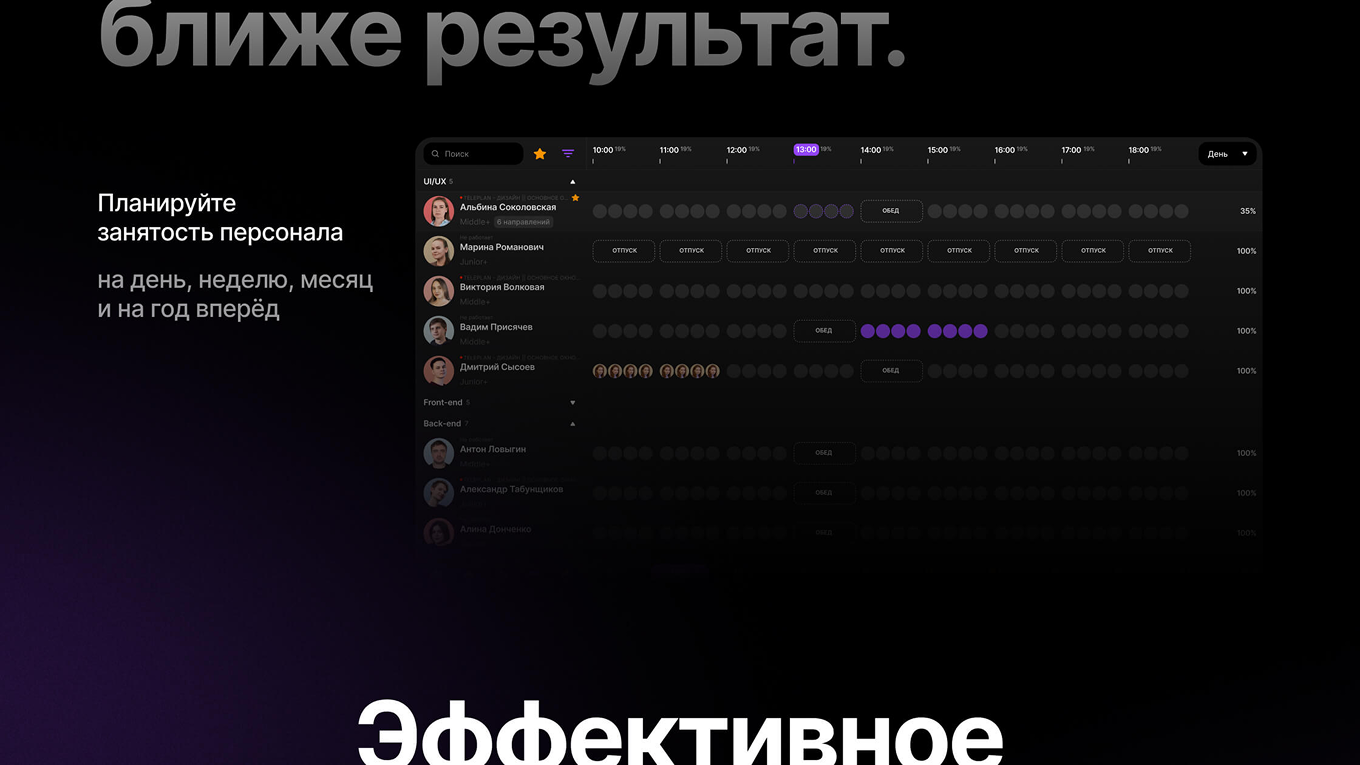 ближе результат.
Планируйте
занятость персонала
на день, неделю, месяц
и на год вперёд
Поиск
10:00 19% 11:00 19% 12:00 19% 13:00 19% 14:00 19% 15:00 19% 16:00 19% 17:00 19% 18:00 19%
День
UI/UX 5
Альбина Соколовская
Middle+ 6 направлений
ОБЕД
35%
Марина Романович
Junior+
ОТПУСК ОТПУСК ОТПУСК ОТПУСК ОТПУСК ОТПУСК ОТПУСК ОТПУСК ОТПУСК
100%
Виктория Волковая
Middle+
100%
Вадим Присячев
Middle+
ОБЕД
100%
Дмитрий Сысоев
Junior+
ОБЕД
100%
Front-end 5
Back-end 7
Антон Ловыгин
Middle+
ОБЕД
100%
Александр Табунщиков
ОБЕД
100%
Алина Донченко
ОБЕД
100%
Эффективное